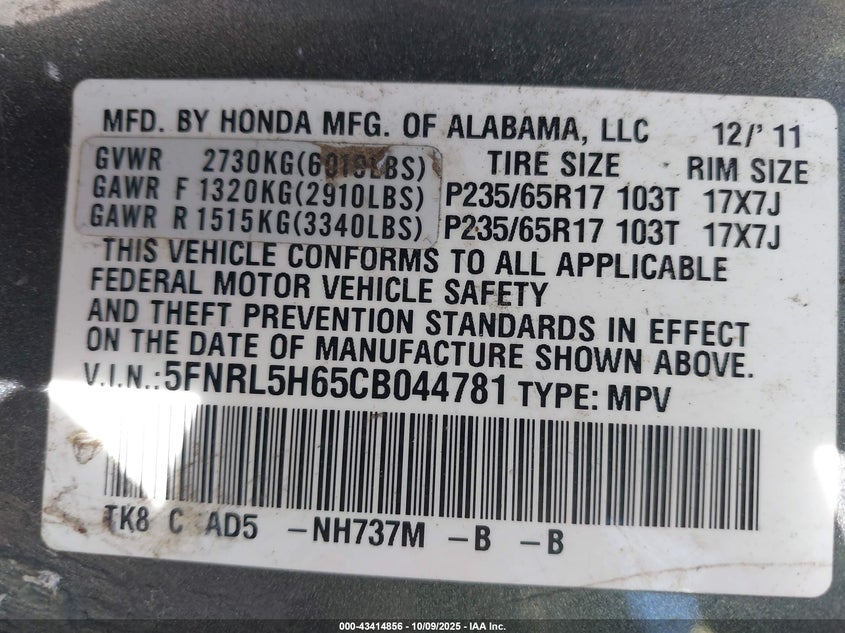 MFD. BY HONDA MFG. OF ALABAMA, LLC 12/' 11
GVWR 2730KG(6019LBS) TIRE SIZE RIM SIZE
GAWR F 1320KG(2910LBS) P235/65R17 103T 17X7J
GAWR R 1515KG(3340LBS) P235/65R17 103T 17X7J
THIS VEHICLE CONFORMS TO ALL APPLICABLE
FEDERAL MOTOR VEHICLE SAFETY
AND THEFT PREVENTION STANDARDS IN EFFECT
ON THE DATE OF MANUFACTURE SHOWN ABOVE.
V.I.N.:5FNRL5H65CB044781 TYPE: MPV
TK8 C AD5 -NH737M -B -B
000-43414856 | 10/09/2025 | IAA Inc.